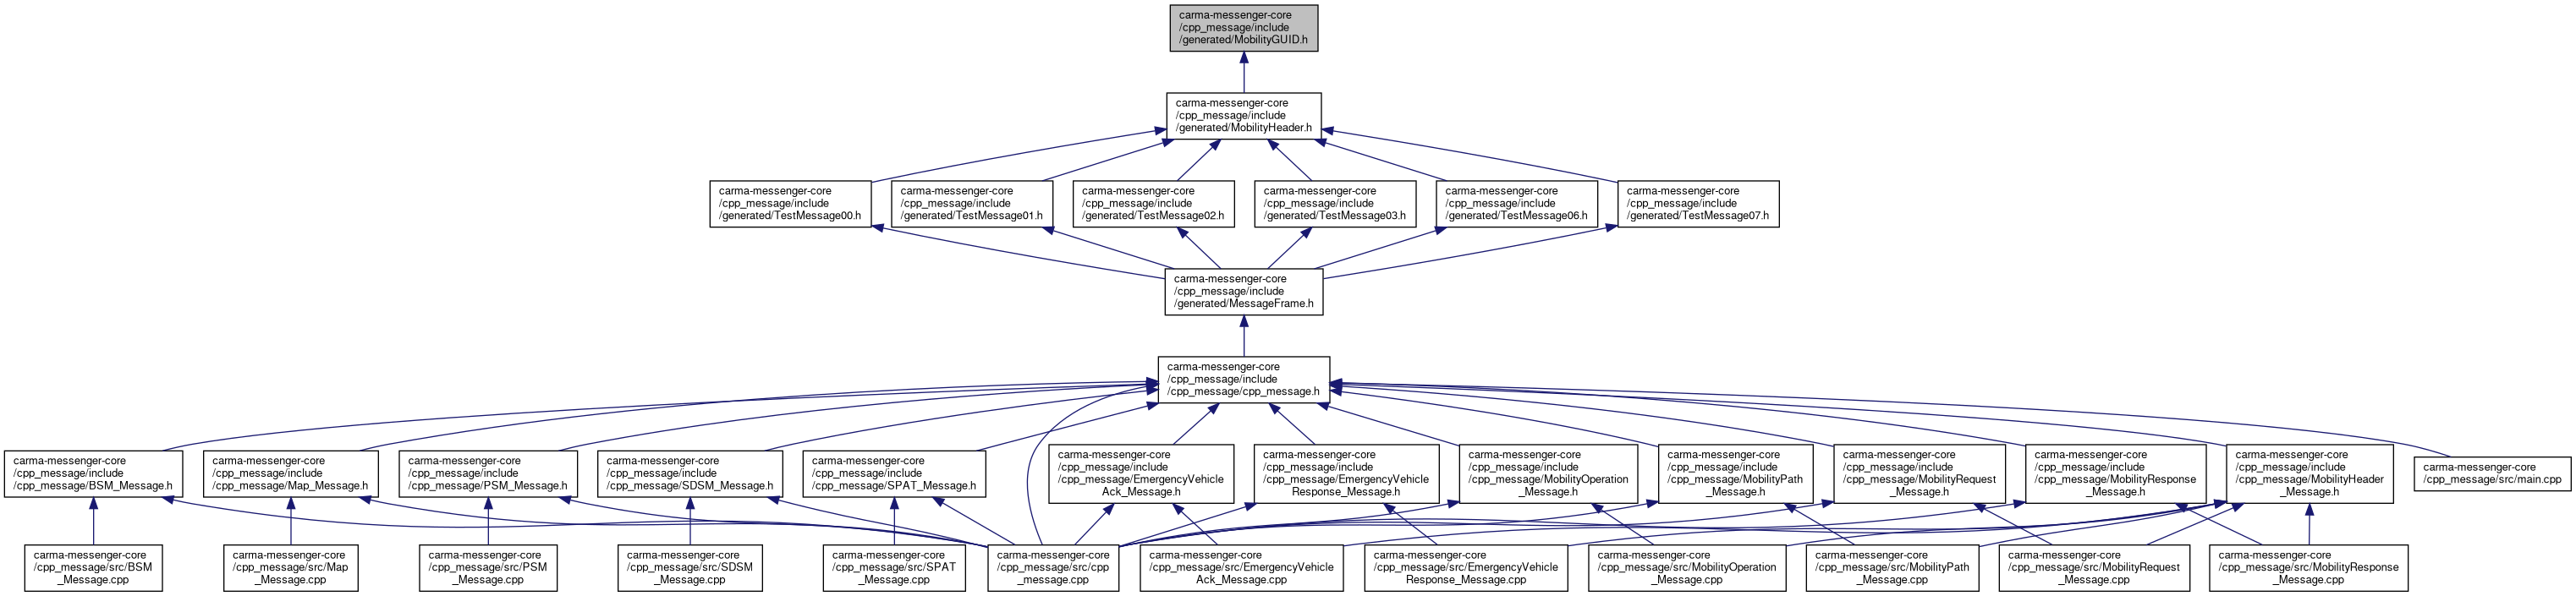 carma-messenger-core
/cpp_message/include
/generated/MobilityGUID.h
carma-messenger-core
/cpp_message/include
/generated/MobilityHeader.h
carma-messenger-core
/cpp_message/include
/generated/TestMessage00.h
carma-messenger-core
/cpp_message/include
/generated/TestMessage01.h
carma-messenger-core
/cpp_message/include
/generated/TestMessage02.h
carma-messenger-core
/cpp_message/include
/generated/TestMessage03.h
carma-messenger-core
/cpp_message/include
/generated/TestMessage06.h
carma-messenger-core
/cpp_message/include
/generated/TestMessage07.h
carma-messenger-core
/cpp_message/include
/generated/MessageFrame.h
carma-messenger-core
/cpp_message/include
/cpp_message/cpp_message.h
carma-messenger-core
/cpp_message/include
/cpp_message/BSM_Message.h
carma-messenger-core
/cpp_message/include
/cpp_message/Map_Message.h
carma-messenger-core
/cpp_message/include
/cpp_message/PSM_Message.h
carma-messenger-core
/cpp_message/include
/cpp_message/SDSM_Message.h
carma-messenger-core
/cpp_message/include
/cpp_message/SPAT_Message.h
carma-messenger-core
/cpp_message/include
/cpp_message/EmergencyVehicle
Ack_Message.h
carma-messenger-core
/cpp_message/include
/cpp_message/EmergencyVehicle
Response_Message.h
carma-messenger-core
/cpp_message/include
/cpp_message/MobilityOperation
_Message.h
carma-messenger-core
/cpp_message/include
/cpp_message/MobilityPath
_Message.h
carma-messenger-core
/cpp_message/include
/cpp_message/MobilityRequest
_Message.h
carma-messenger-core
/cpp_message/include
/cpp_message/MobilityResponse
_Message.h
carma-messenger-core
/cpp_message/include
/cpp_message/MobilityHeader
_Message.h
carma-messenger-core
/cpp_message/src/main.cpp
carma-messenger-core
/cpp_message/src/BSM
_Message.cpp
carma-messenger-core
/cpp_message/src/Map
_Message.cpp
carma-messenger-core
/cpp_message/src/PSM
_Message.cpp
carma-messenger-core
/cpp_message/src/SDSM
_Message.cpp
carma-messenger-core
/cpp_message/src/SPAT
_Message.cpp
carma-messenger-core
/cpp_message/src/cpp
_message.cpp
carma-messenger-core
/cpp_message/src/EmergencyVehicle
Ack_Message.cpp
carma-messenger-core
/cpp_message/src/EmergencyVehicle
Response_Message.cpp
carma-messenger-core
/cpp_message/src/MobilityOperation
_Message.cpp
carma-messenger-core
/cpp_message/src/MobilityPath
_Message.cpp
carma-messenger-core
/cpp_message/src/MobilityRequest
_Message.cpp
carma-messenger-core
/cpp_message/src/MobilityResponse
_Message.cpp